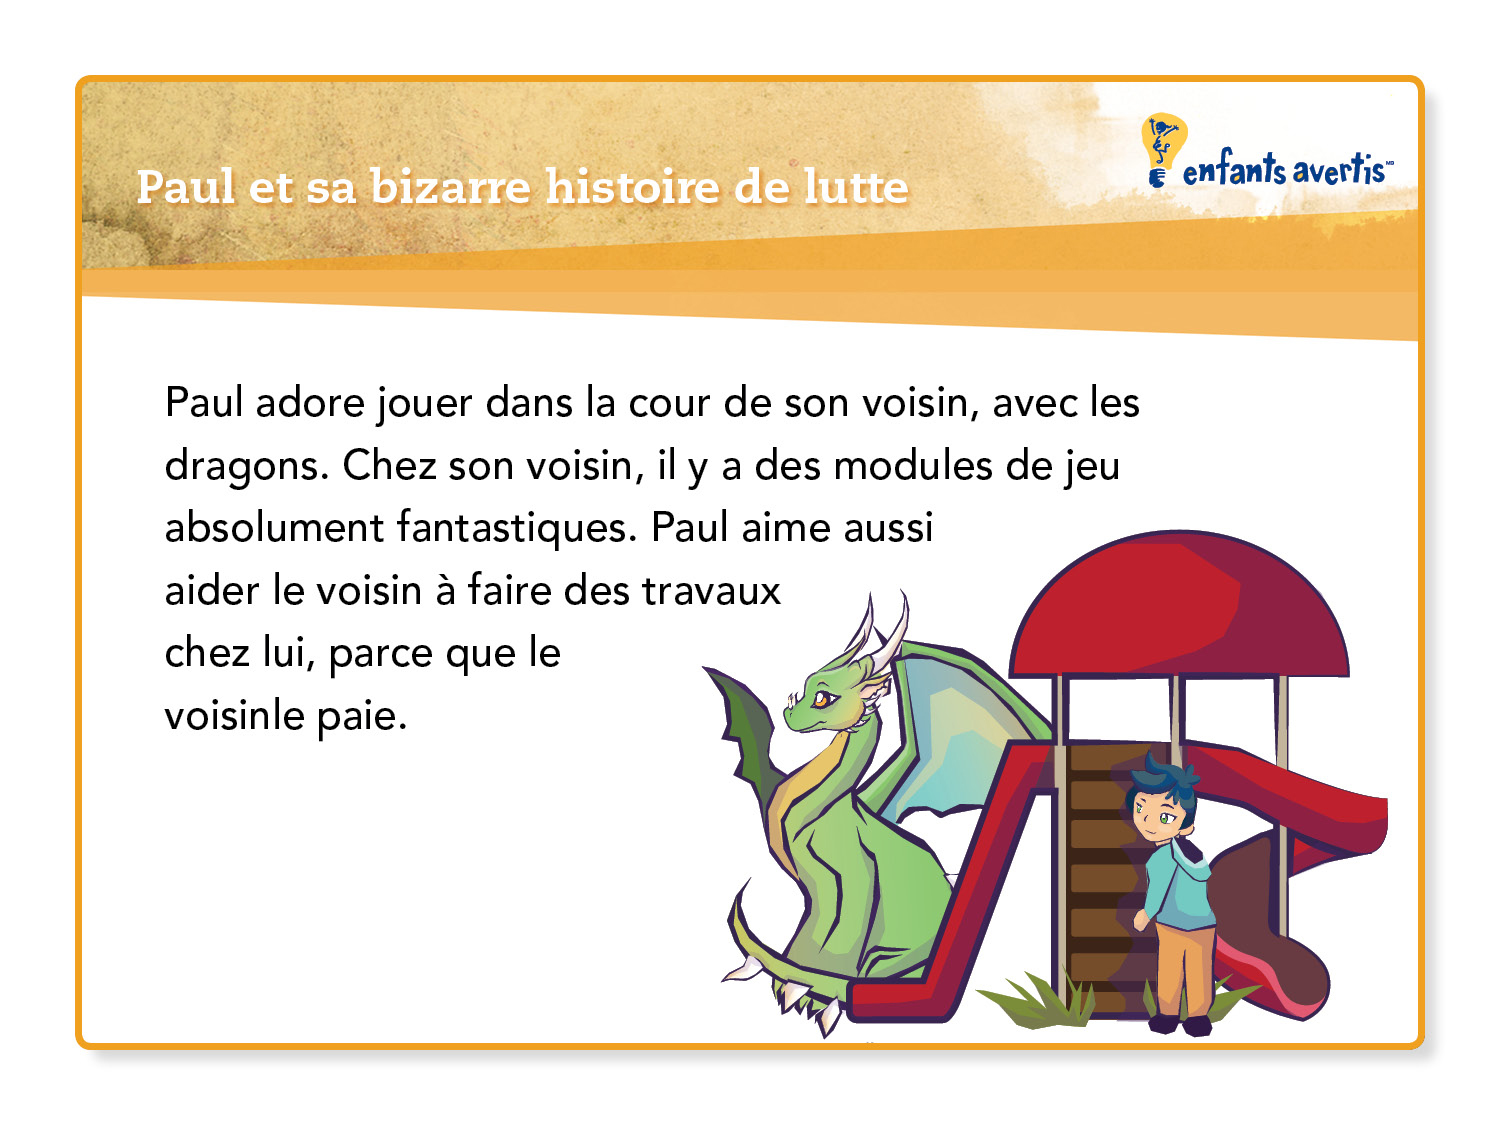 Paul et sa bizarre histoire de lutte
enfants avertis MD
Paul adore jouer dans la cour de son voisin, avec les
dragons. Chez son voisin, il y a des modules de jeu
absolument fantastiques. Paul aime aussi
aider le voisin à faire des travaux
chez lui, parce que le
voisinle paie.